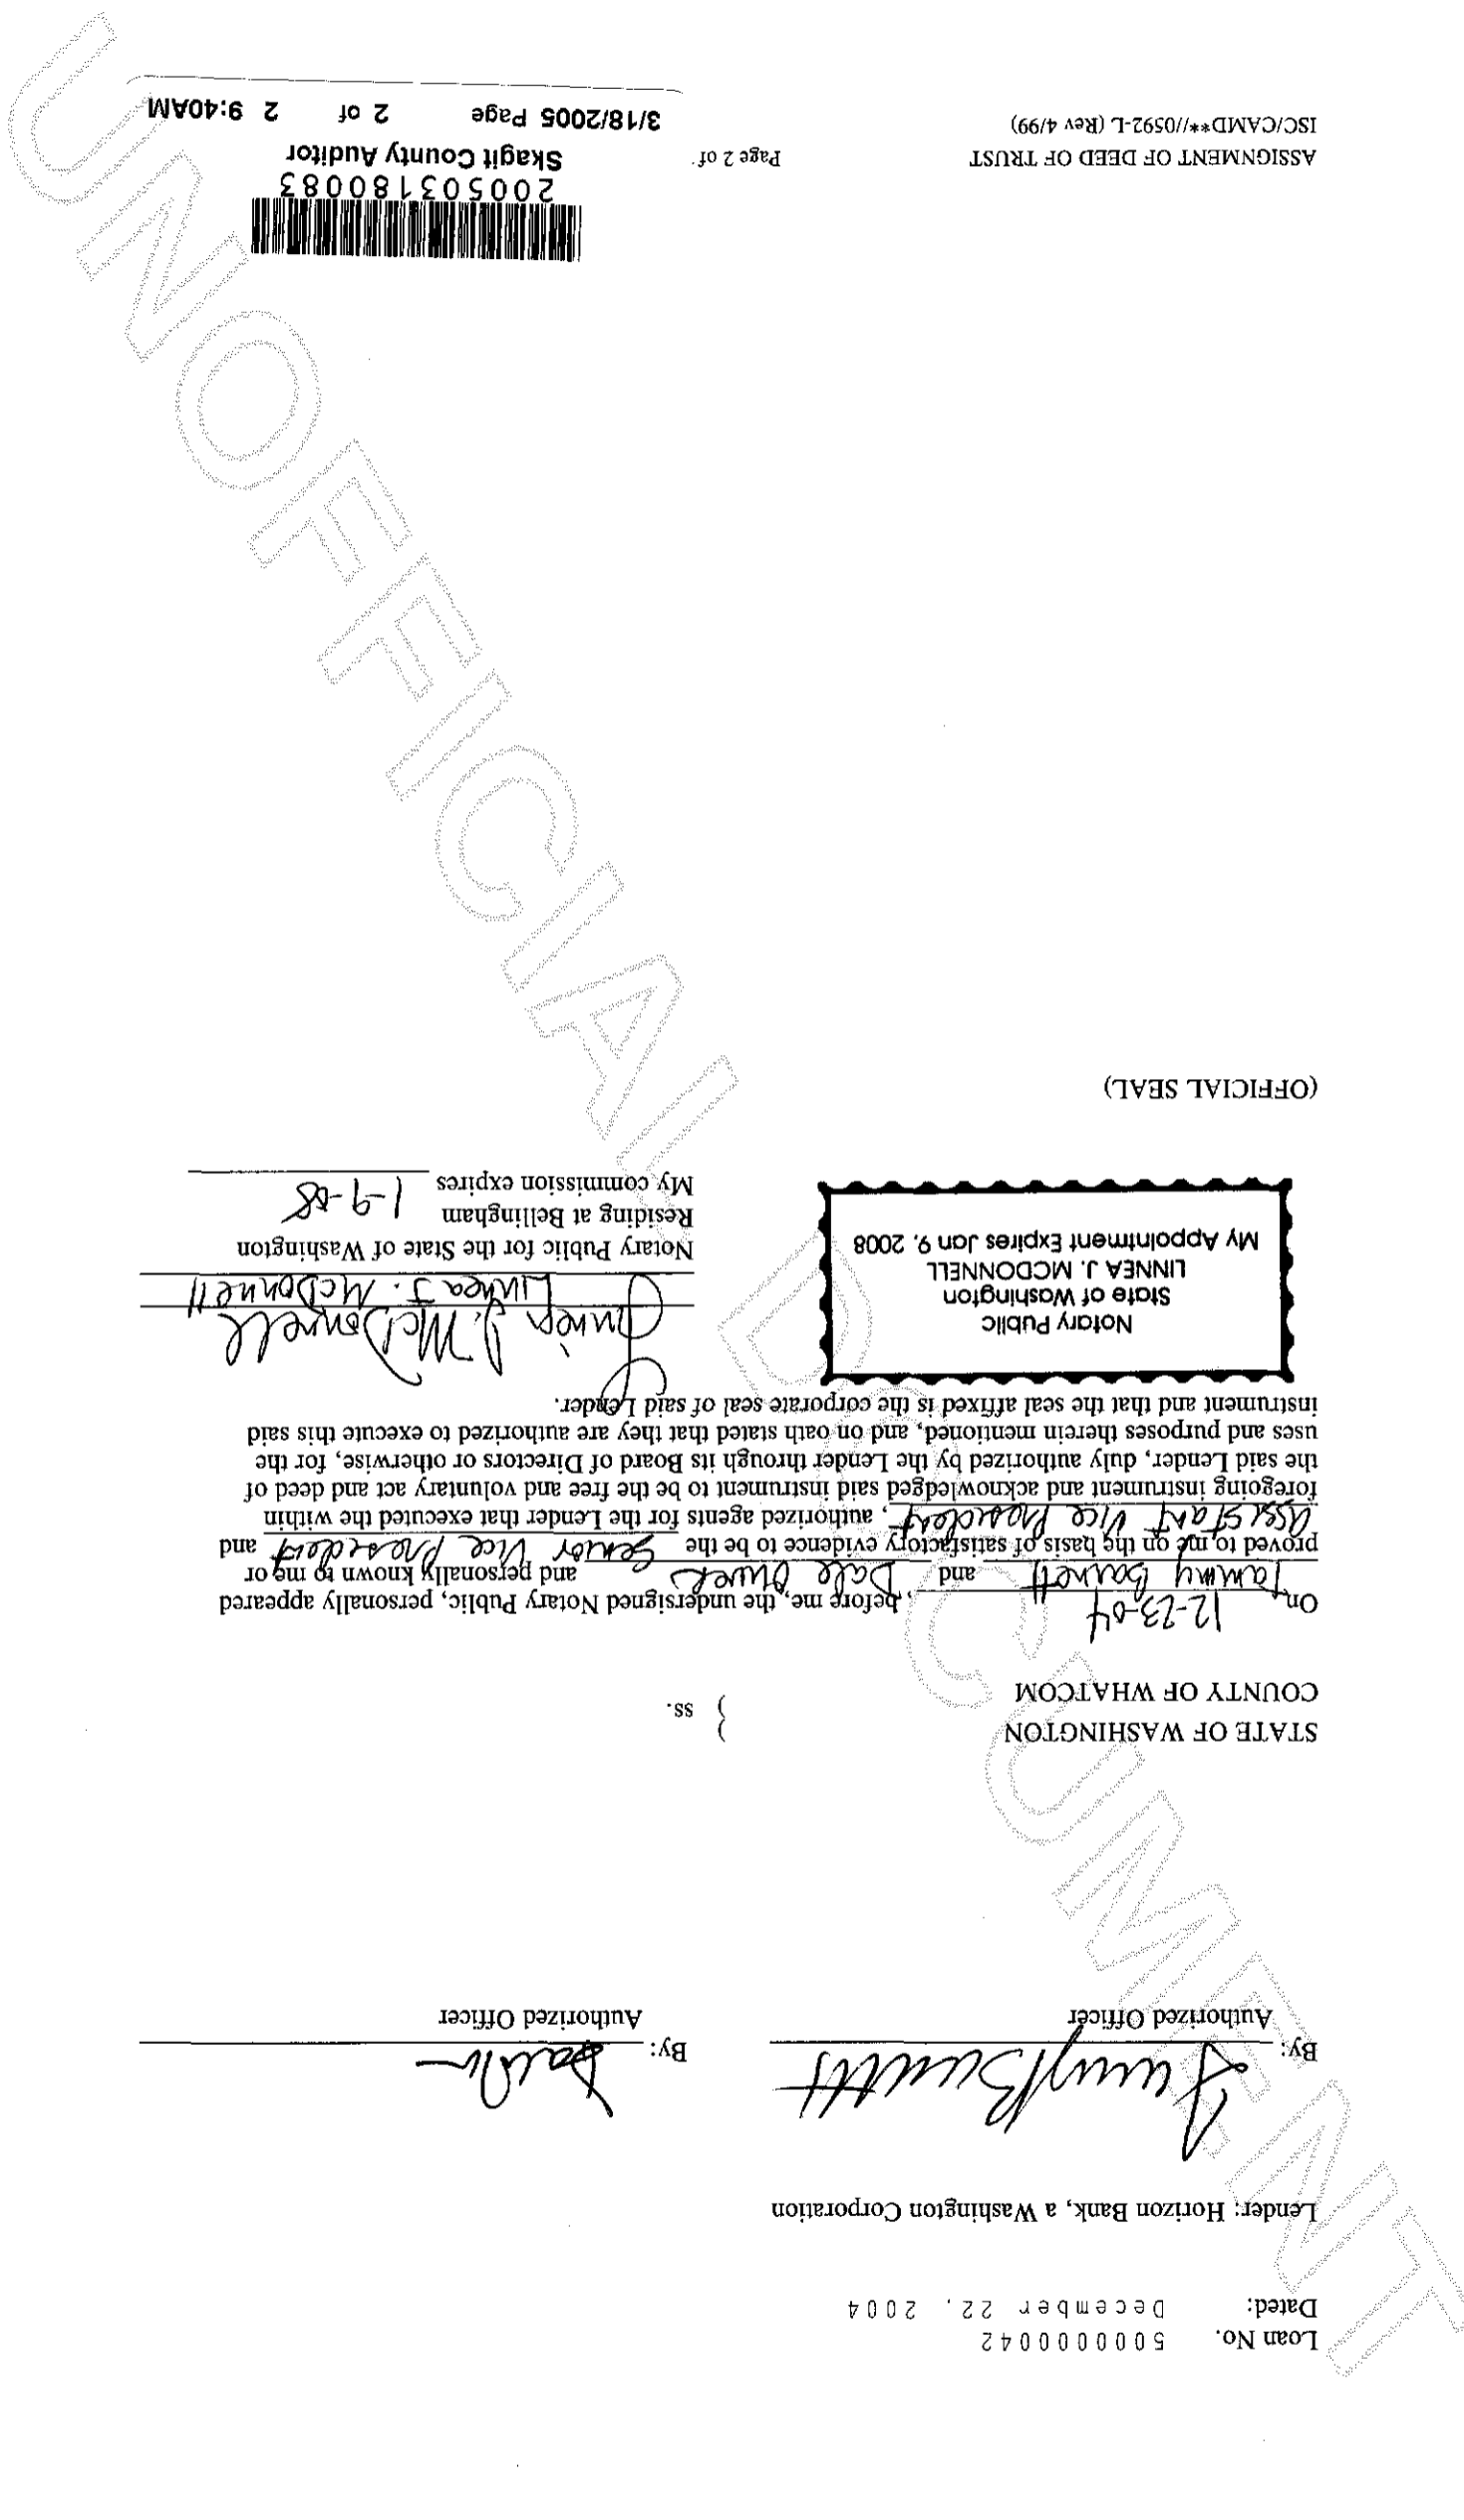 Loan No. 5000000042
Dated: December 22, 2004
Lender: Horizon Bank, a Washington Corporation
By:
By:
Authorized Officer
Authorized Officer
STATE OF WASHINGTON
COUNTY OF WHATCOM
} ss.
On 12-23-04, before me, the undersigned Notary Public, personally appeared
Tammy Barnett and Dale and personally known to me or
proved to me on the basis of satisfactory evidence to be the Senior Vice President and
Assistant Vice President, authorized agents for the Lender that executed the within
foregoing instrument and acknowledged said instrument to be the free and voluntary act and deed of
the said Lender, duly authorized by the Lender through its Board of Directors or otherwise, for the
uses and purposes therein mentioned, and on oath stated that they are authorized to execute this said
instrument and that the seal affixed is the corporate seal of said Lender.
Notary Public
State of Washington
LINNEA J. MCDONNELL
My Appointment Expires Jan 9, 2008
Linnea J. McDonnell
Linnea J. McDonnell
Notary Public for the State of Washington
Residing at Bellingham
My commission expires 1-9-08
(OFFICIAL SEAL)
200503180083
Skagit County Auditor
3/18/2005 Page 2 of 2 9:40AM
ASSIGNMENT OF DEED OF TRUST
ISC/CAMD**//0592-L (Rev 4/99)
Page 2 of
UNOFFICIAL DOCUMENT